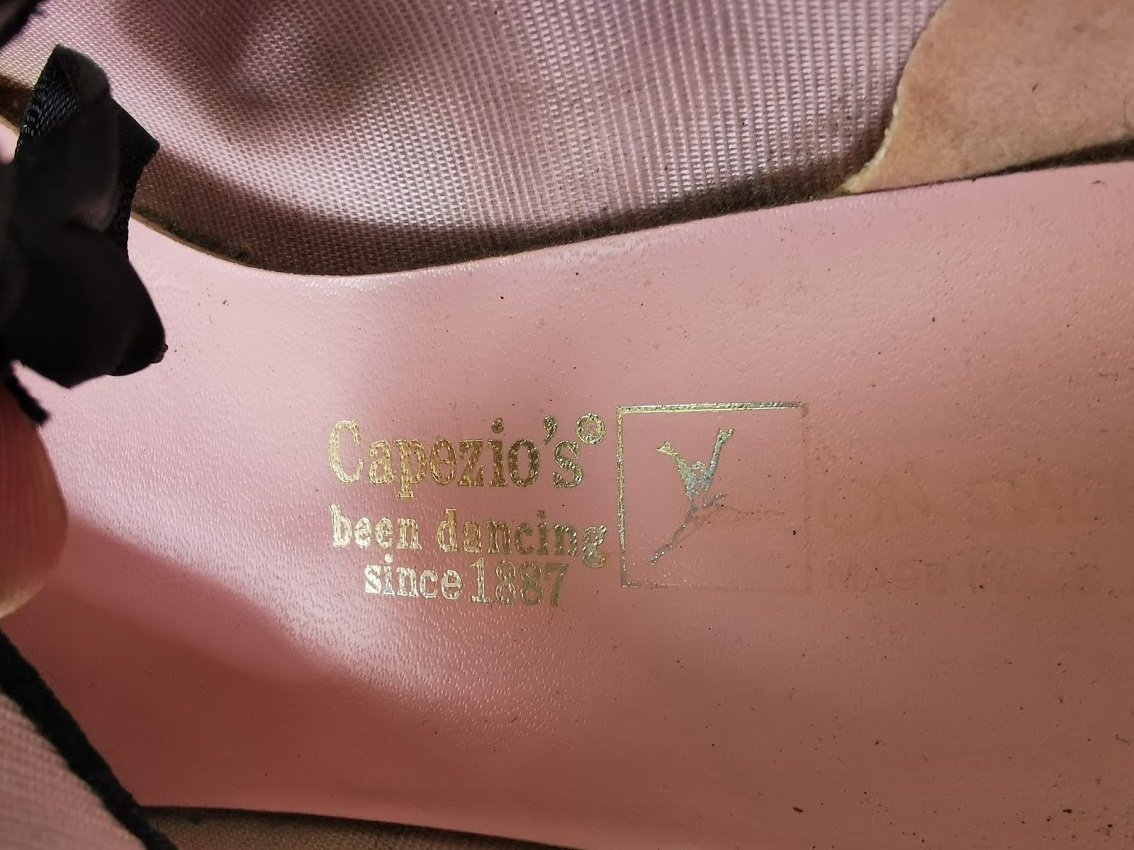 Capezio's®
been dancing
since 1887